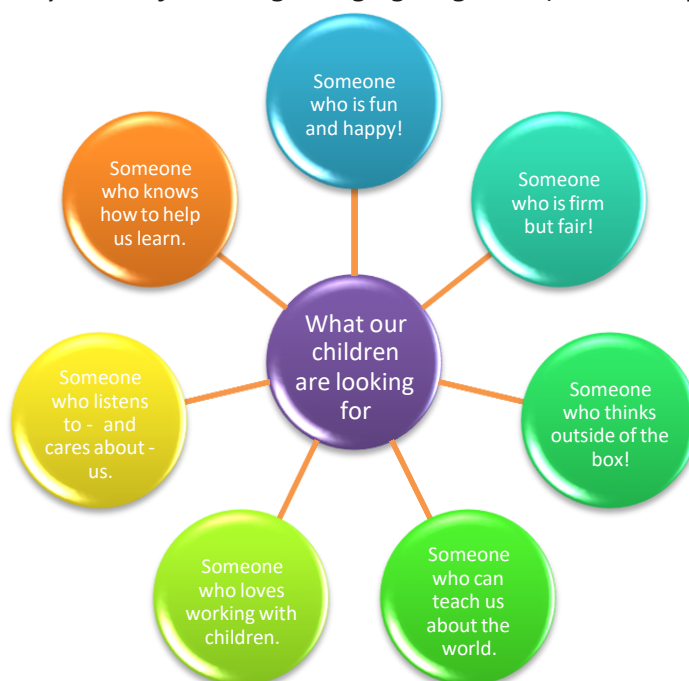 Someone
who is fun
and happy!
Someone
who is firm
but fair!
Someone
who thinks
outside of the
box!
Someone
who can
teach us
about the
world.
Someone
who loves
working with
children.
Someone
who listens
to - and
cares about -
us.
Someone
who knows
how to help
us learn.
What our
children
are looking
for